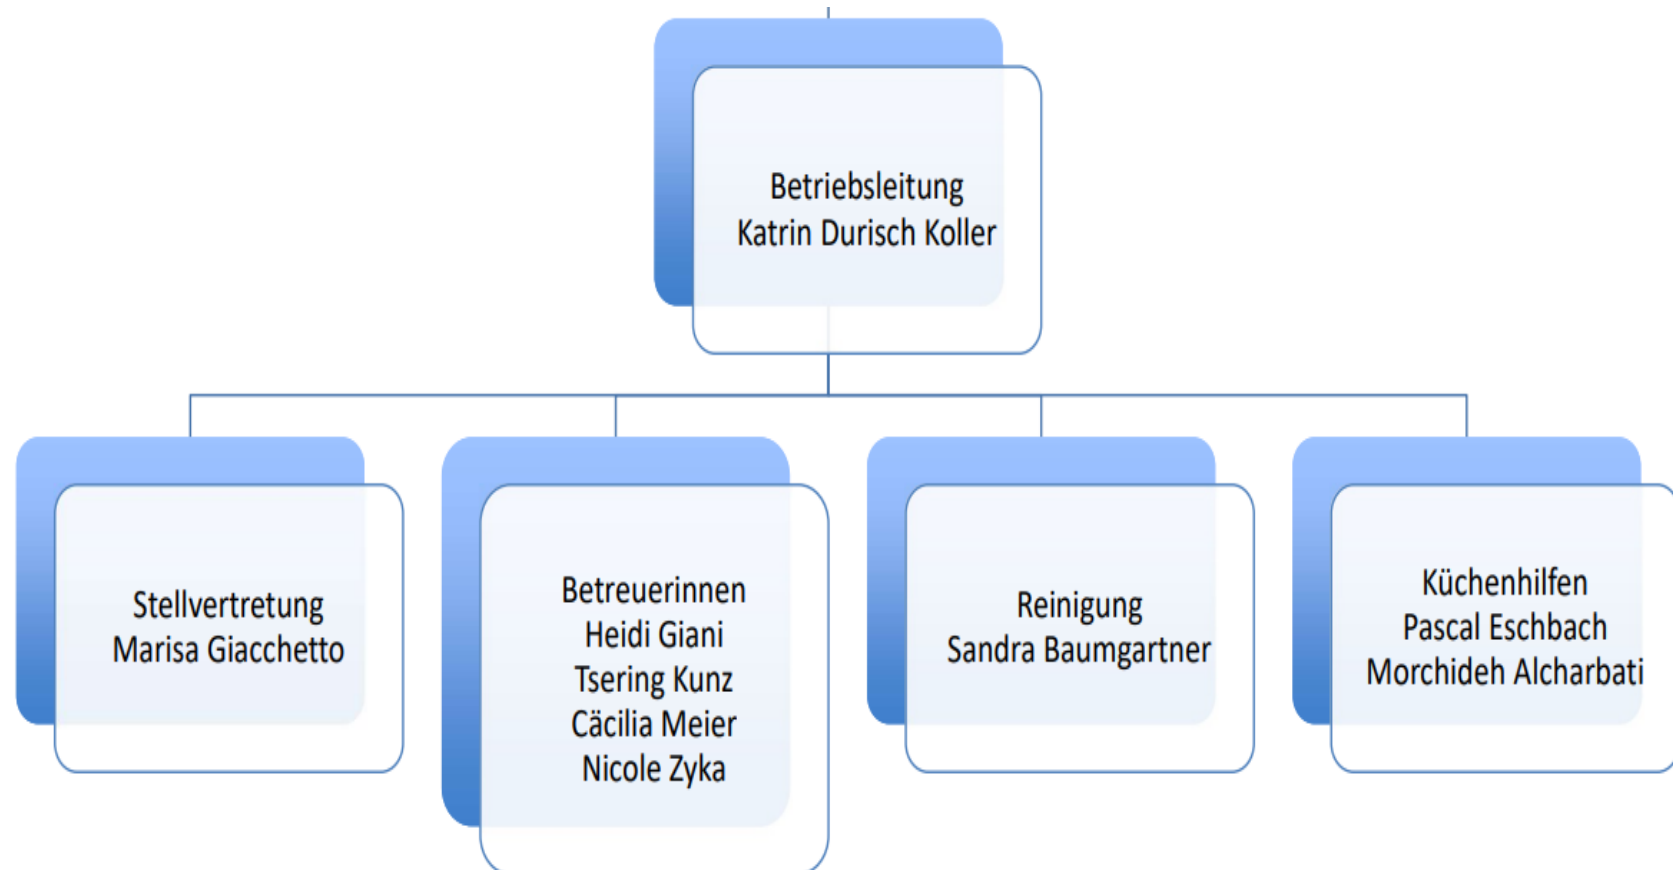 Betriebsleitung
Katrin Durisch Koller
Stellvertretung
Marisa Giacchetto
Betreuerinnen
Heidi Giani
Tsering Kunz
Cäcilia Meier
Nicole Zyka
Reinigung
Sandra Baumgartner
Küchenhilfen
Pascal Eschbach
Morchideh Alcharbati